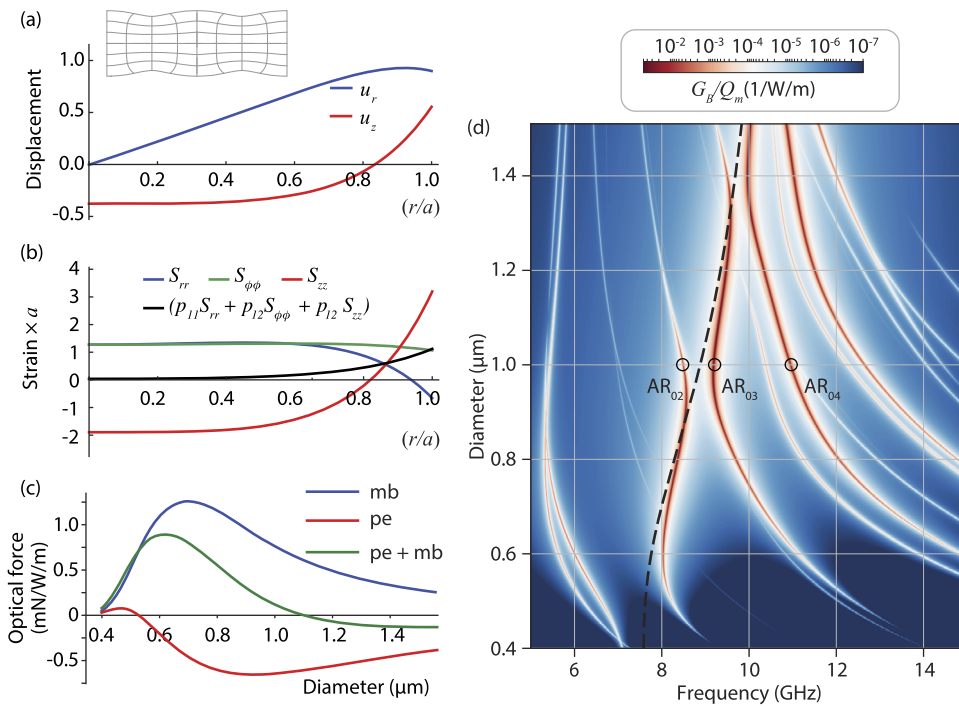 (a)
Displacement
1.0
0.5
0.0
-0.5
u_r
u_z
0.2
0.4
0.6
0.8
1.0
(r/a)
(b)
Strain × a
4
3
2
1
0
-1
-2
S_rr S_ϕϕ S_zz
(p_11 S_rr + p_12 S_ϕϕ + p_12 S_zz)
0.2
0.4
0.6
0.8
1.0
(r/a)
(c)
Optical force
(mN/W/m)
1.0
0.5
0
-0.5
mb
pe
pe + mb
0.4
0.6
0.8
1.0
1.2
1.4
Diameter (μm)
10^-2 10^-3 10^-4 10^-5 10^-6 10^-7
G_B/Q_m (1/W/m)
(d)
Diameter (μm)
1.4
1.2
1.0
0.8
0.6
0.4
AR_02
AR_03
AR_04
6
8
10
12
14
Frequency (GHz)